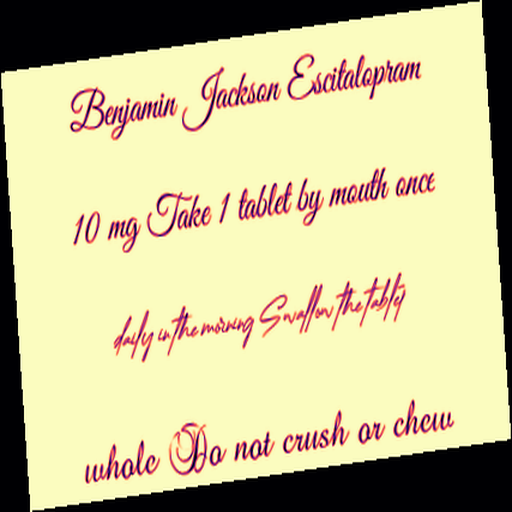 Benjamin Jackson Escitalopram
10 mg Take 1 tablet by mouth once
daily in the morning Swallow the tablet
whole Do not crush or chew